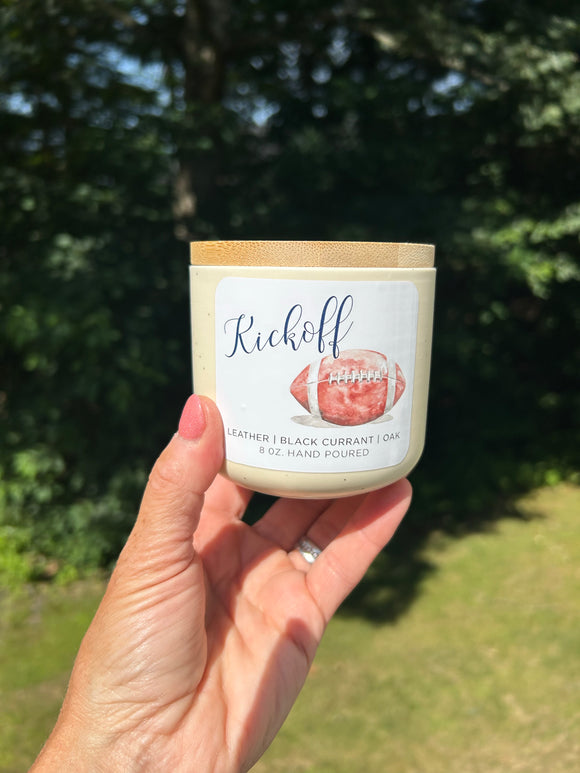 Kickoff
LEATHER | BLACK CURRANT | OAK
8 OZ. HAND POURED